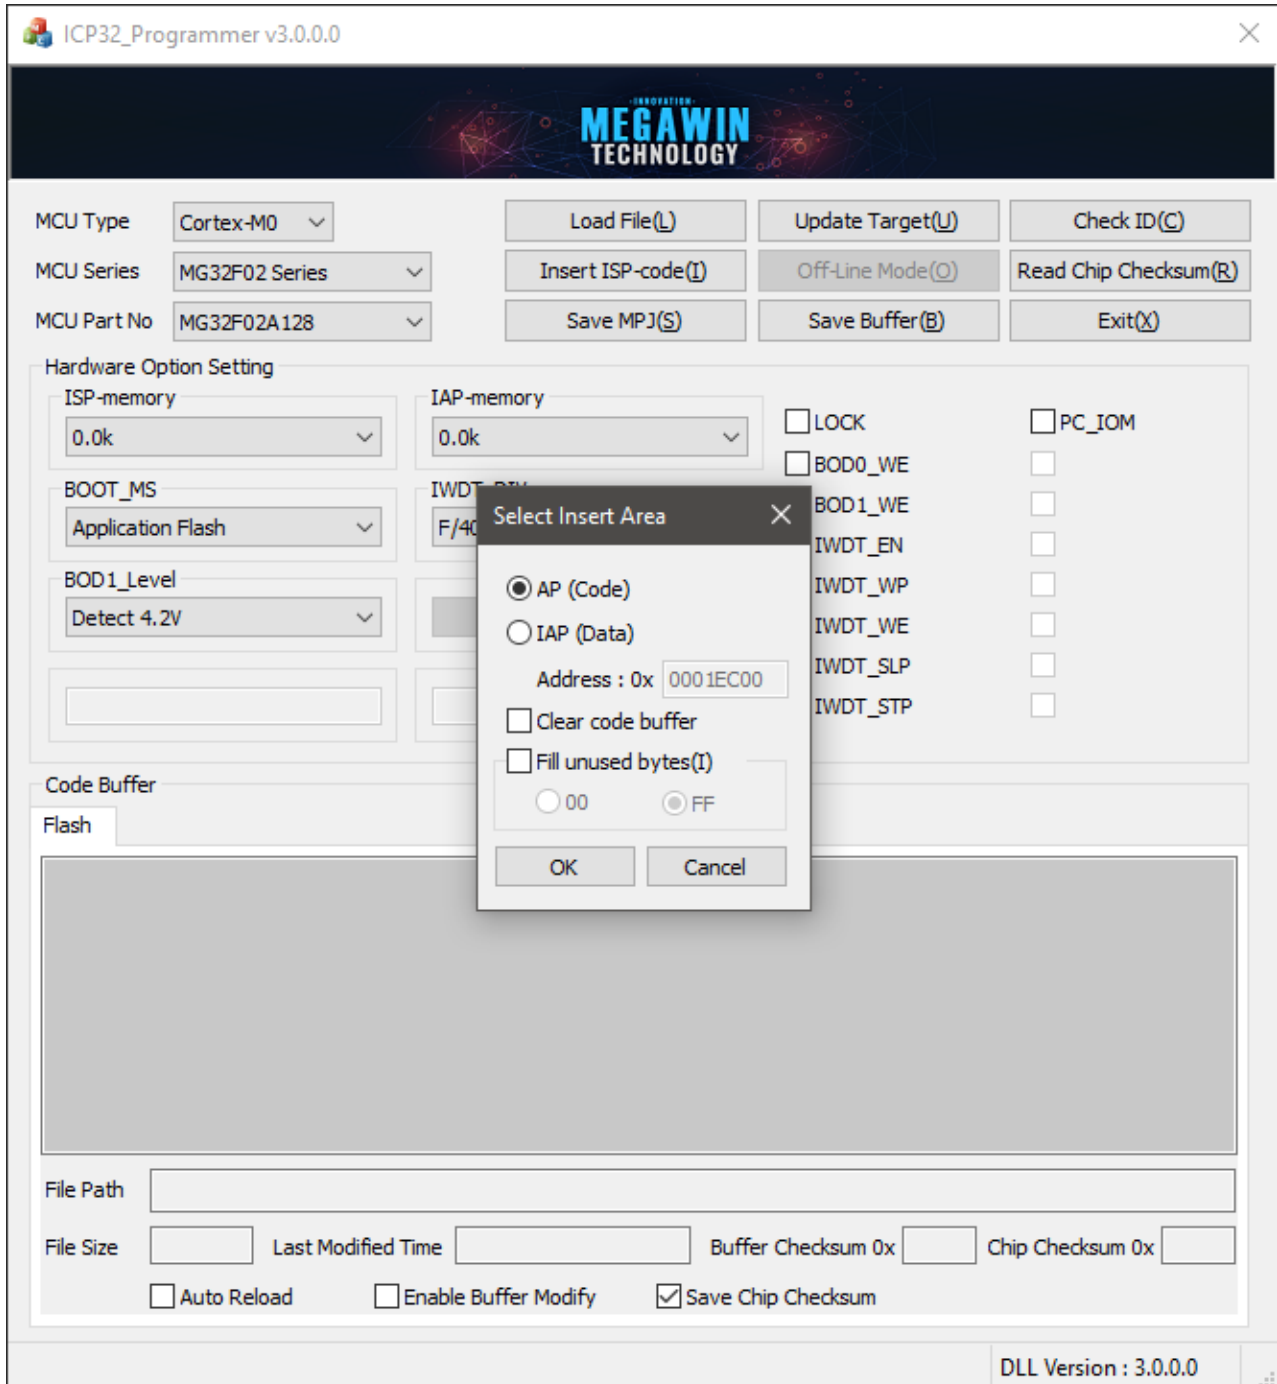 ICP32_Programmer v3.0.0.0
-INNOVATION-
MEGAWIN
TECHNOLOGY
MCU Type Cortex-M0 Load File(L) Update Target(U) Check ID(C)
MCU Series MG32F02 Series Insert ISP-code(I) Off-Line Mode(O) Read Chip Checksum(R)
MCU Part No MG32F02A128 Save MPJ(S) Save Buffer(B) Exit(X)
Hardware Option Setting
ISP-memory IAP-memory
0.0k 0.0k LOCK PC_IOM
BOD0_WE
BOOT_MS
Application Flash F/40
BOD1_WE
IWDT_EN
BOD1_Level IWDT_WP
Detect 4.2V IWDT_WE
IWDT_SLP
IWDT_STP
Select Insert Area
AP (Code)
IAP (Data)
Address : 0x 0001EC00
Clear code buffer
Fill unused bytes(I)
00 FF
OK Cancel
Code Buffer
Flash
File Path
File Size Last Modified Time Buffer Checksum 0x Chip Checksum 0x
Auto Reload Enable Buffer Modify Save Chip Checksum
DLL Version : 3.0.0.0